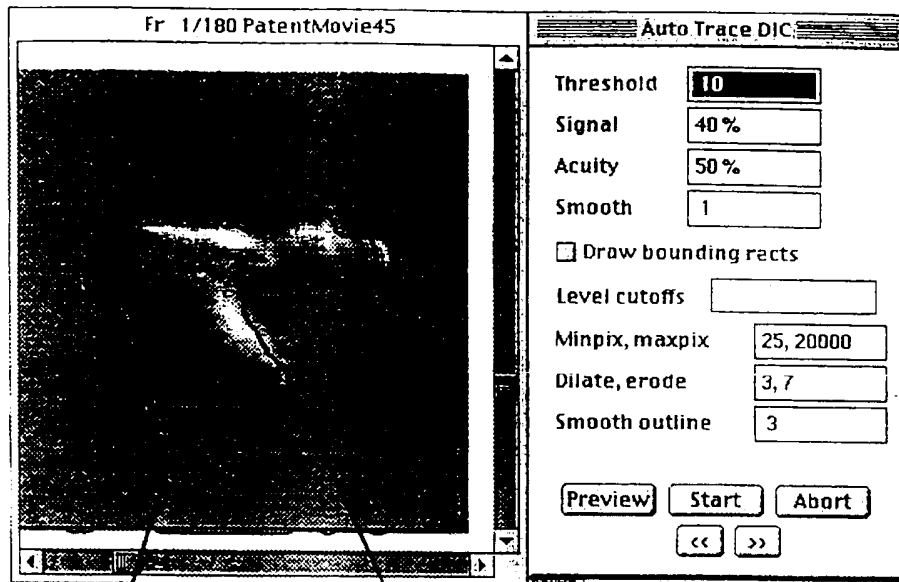 Fr 1/180 PatentMovie45
Auto Trace DIC
Threshold 10
Signal 40%
Acuity 50%
Smooth 1
Draw bounding rects
Level cutoffs
Minpix, maxpix 25, 20000
Dilate, erode 3, 7
Smooth outline 3
Preview Start Abort
<< >>